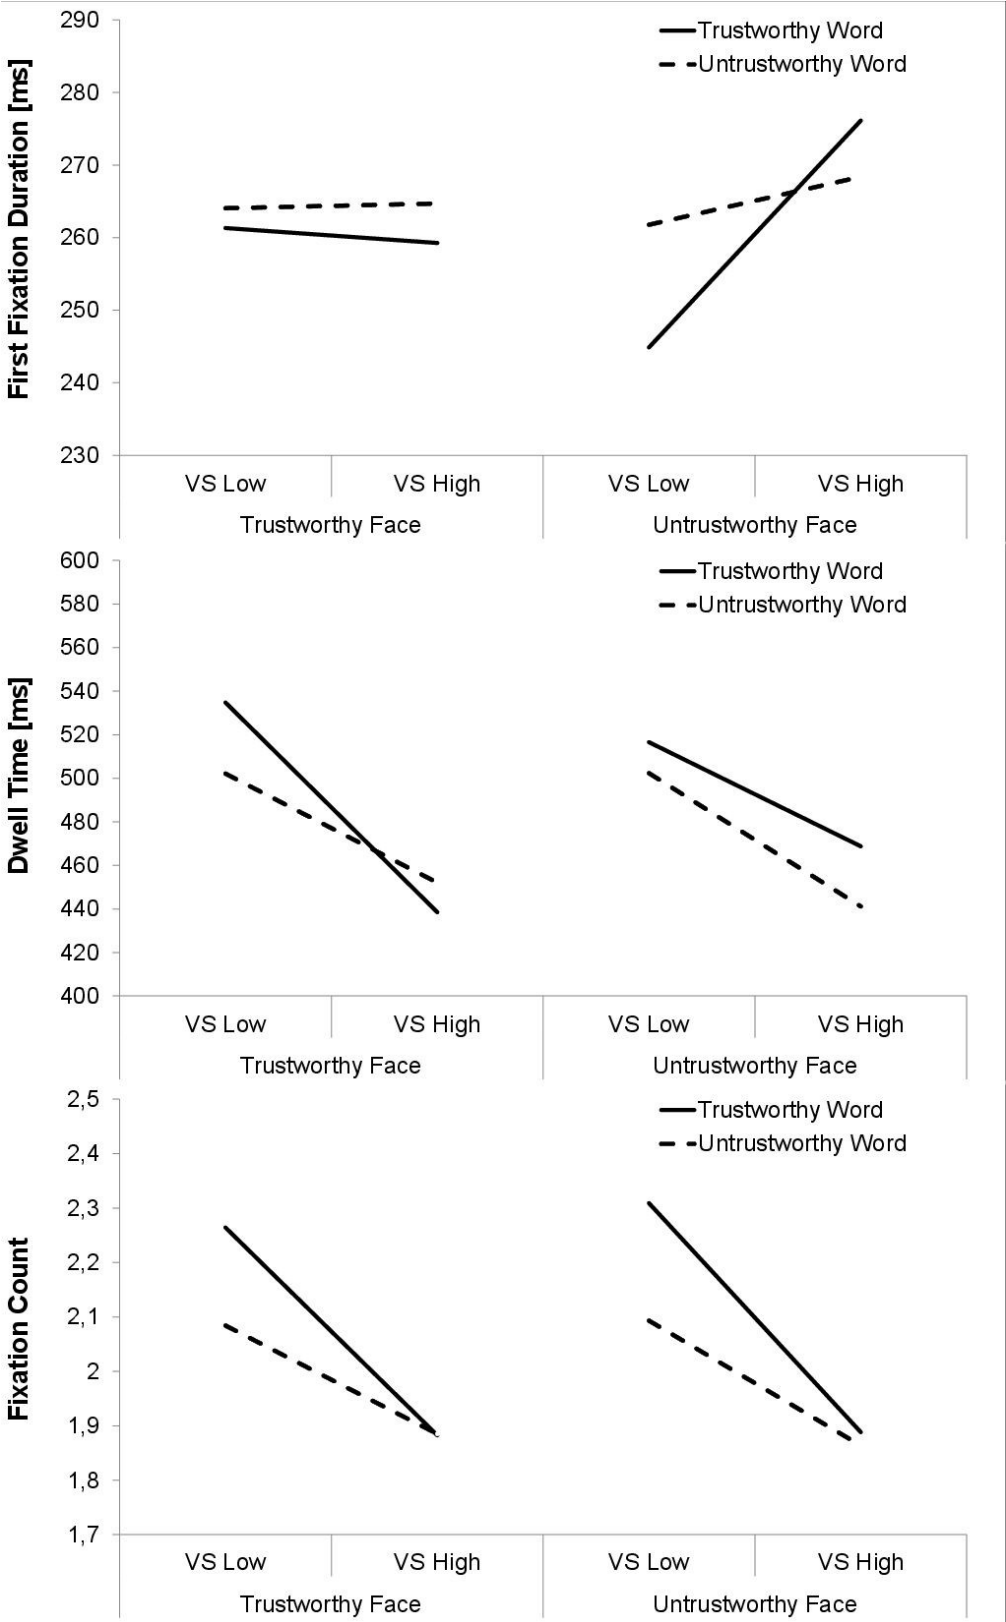 290
Trustworthy Word
Untrustworthy Word
280
270
260
250
240
230
First Fixation Duration [ms]
VS Low VS High VS Low VS High
Trustworthy Face Untrustworthy Face
600
Trustworthy Word
580
Untrustworthy Word
560
540
520
500
480
460
440
420
400
Dwell Time [ms]
VS Low VS High VS Low VS High
Trustworthy Face Untrustworthy Face
2,5
Trustworthy Word
Untrustworthy Word
2,4
2,3
2,2
2,1
2
1,9
1,8
1,7
Fixation Count
VS Low VS High VS Low VS High
Trustworthy Face Untrustworthy Face